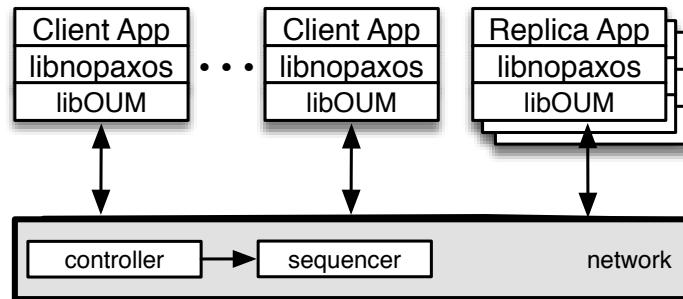 Client App
libnopaxos
libOUM
• • •
Client App
libnopaxos
libOUM
Replica App
libnopaxos
libOUM
controller
sequencer
network